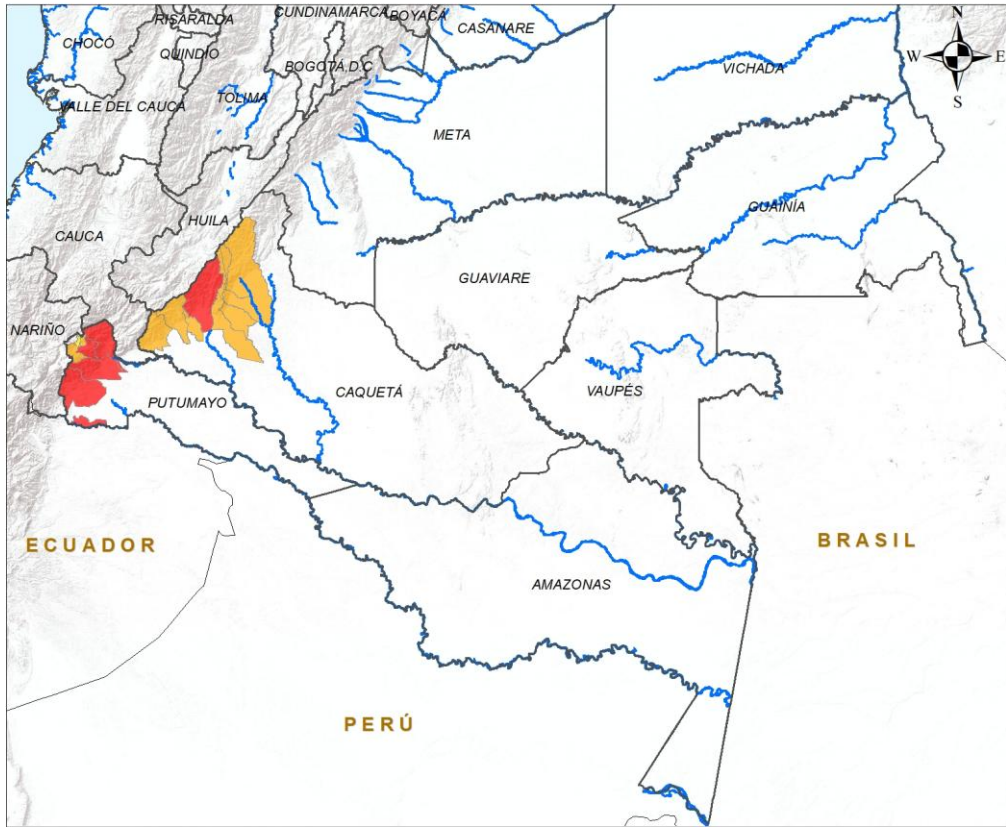 CUNDINAMARCA
BOYACÁ
RISARALDA
CASANARE
N
CHOCÓ
QUINDÍO
W
E
BOGOTÁ D.C
VICHADA
S
VALLE DEL CAUCA
TOLIMA
META
GUAINÍA
HUILA
CAUCA
GUAVIARE
NARIÑO
CAQUETÁ
VAUPÉS
PUTUMAYO
ECUADOR
BRASIL
AMAZONAS
PERÚ